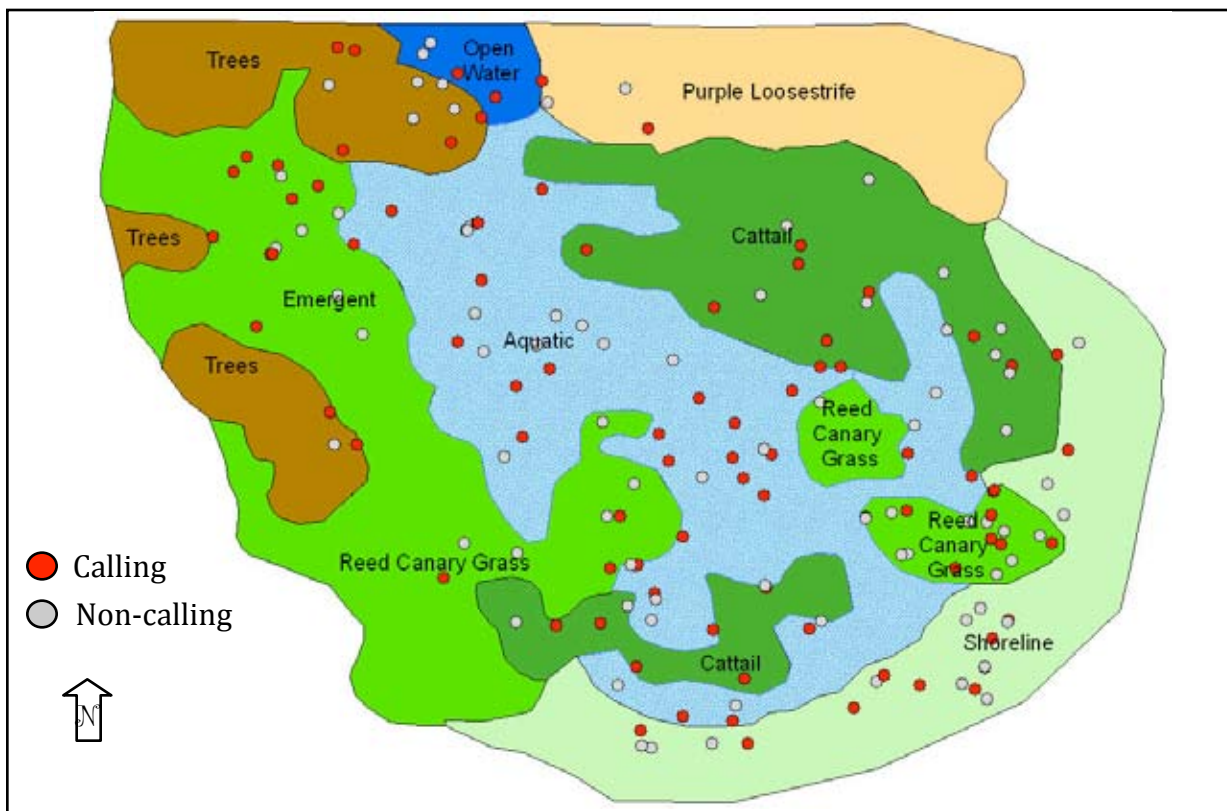 Trees
Open
Water
Purple Loosestrife
Trees
Cattail
Emergent
Aquatic
Trees
Reed
Canary
Grass
Reed
Canary
Grass
Reed Canary Grass
Calling
Non-calling
Shoreline
Cattail
N